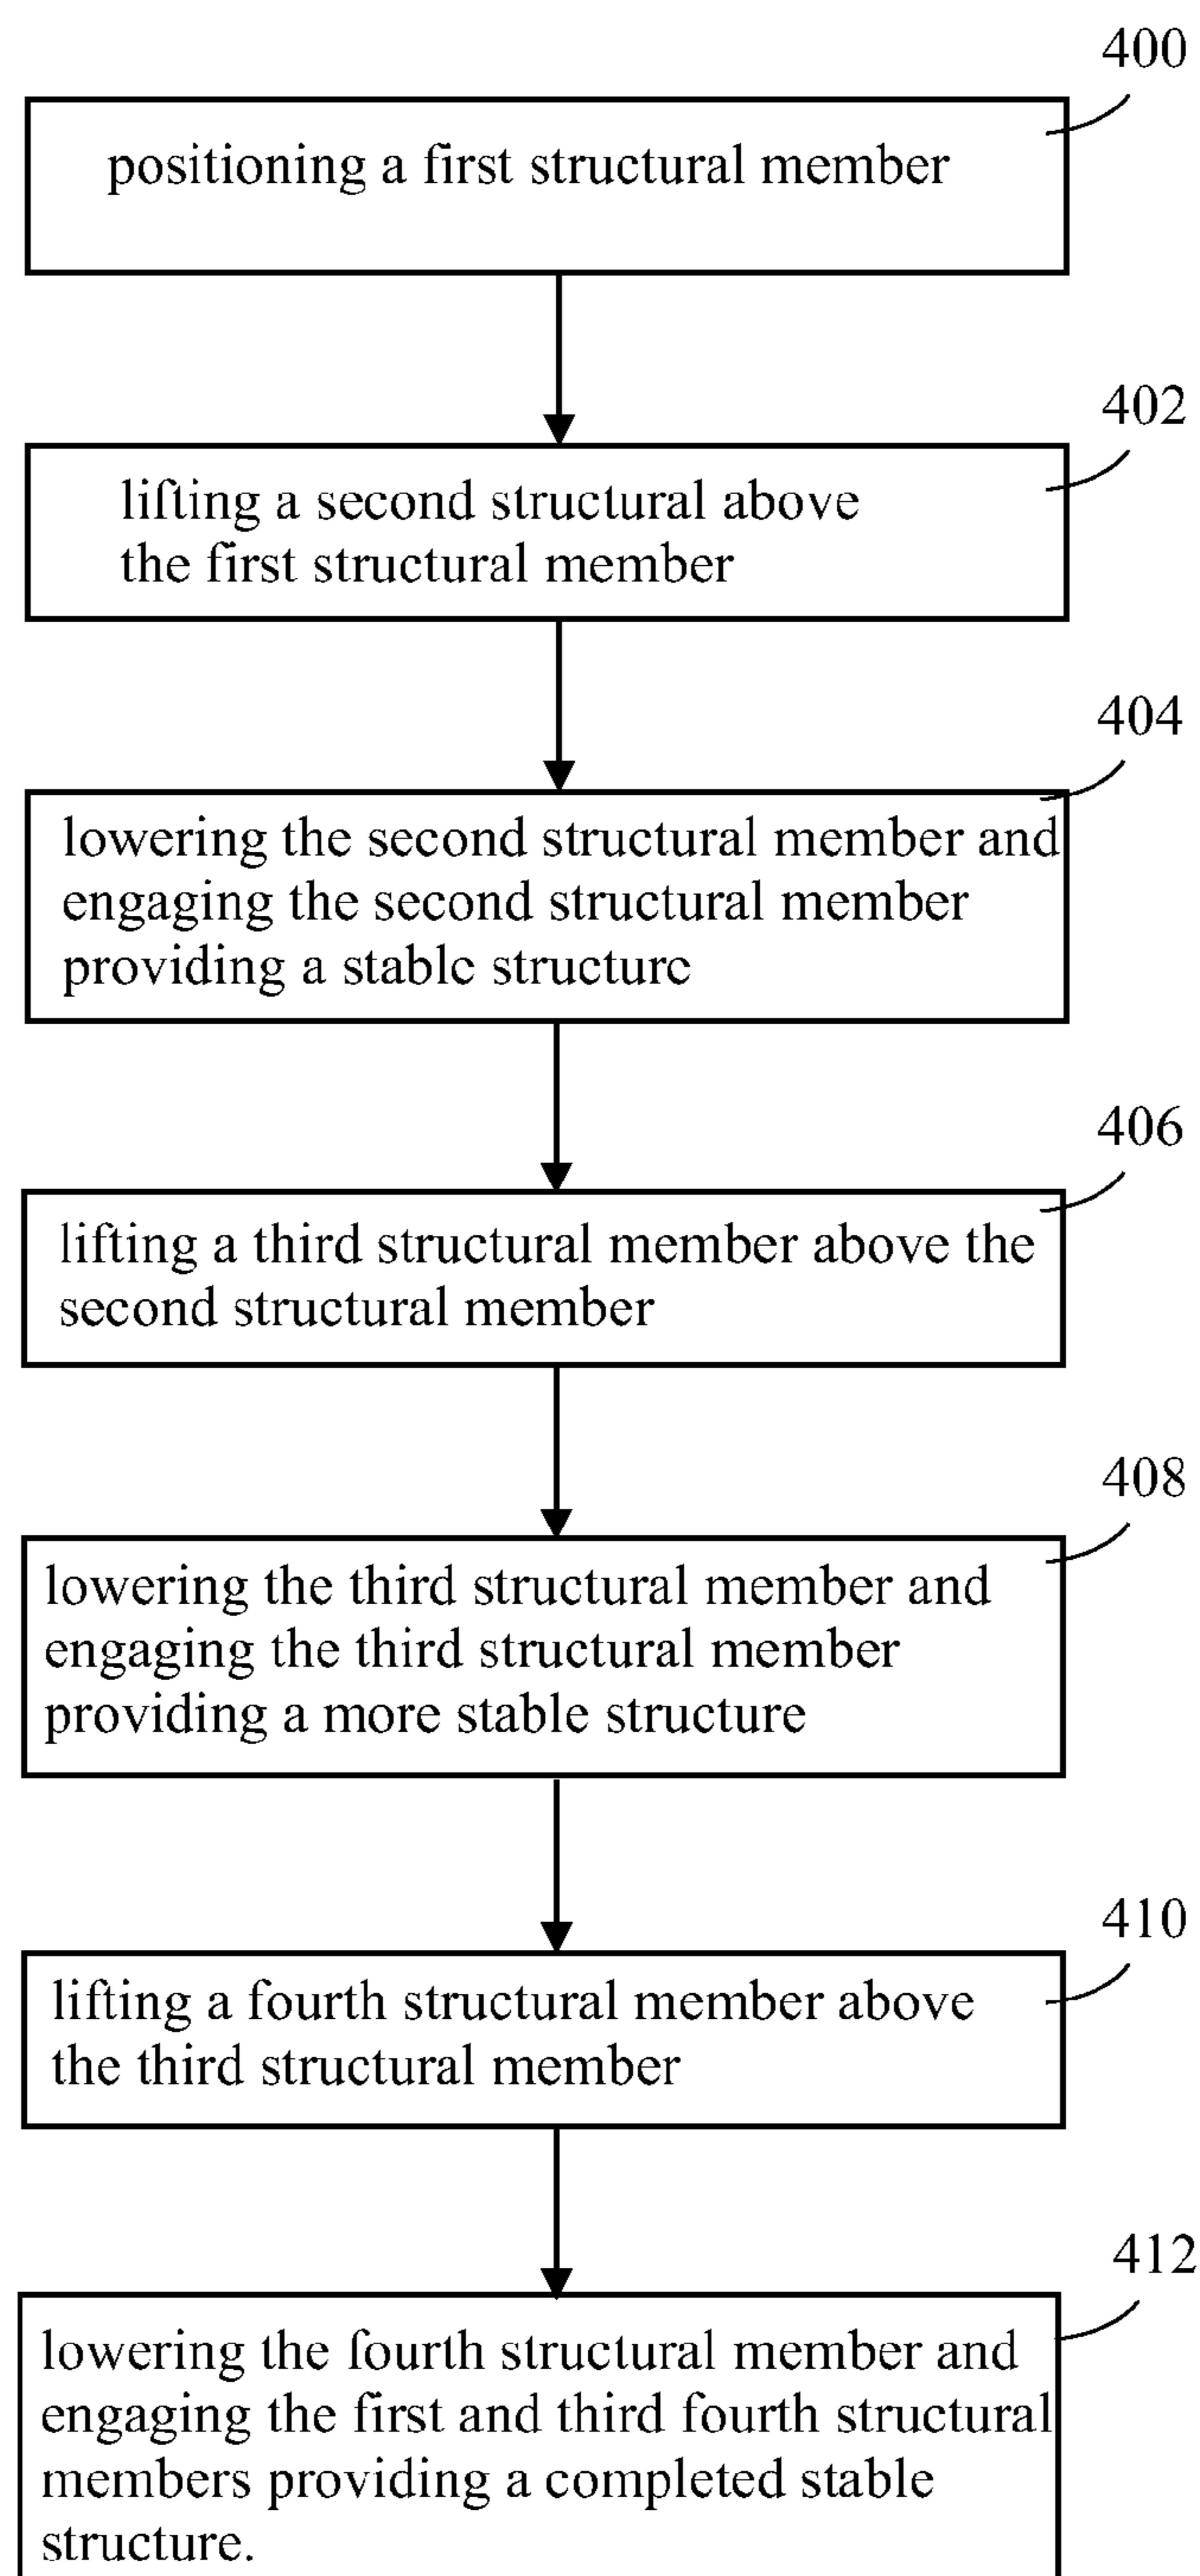 400
positioning a first structural member
402
lifting a second structural above
the first structural member
404
lowering the second structural member and
engaging the second structural member
providing a stable structure
406
lifting a third structural member above the
second structural member
408
lowering the third structural member and
engaging the third structural member
providing a more stable structure
410
lifting a fourth structural member above
the third structural member
412
lowering the fourth structural member and
engaging the first and third fourth structural
members providing a completed stable
structure.